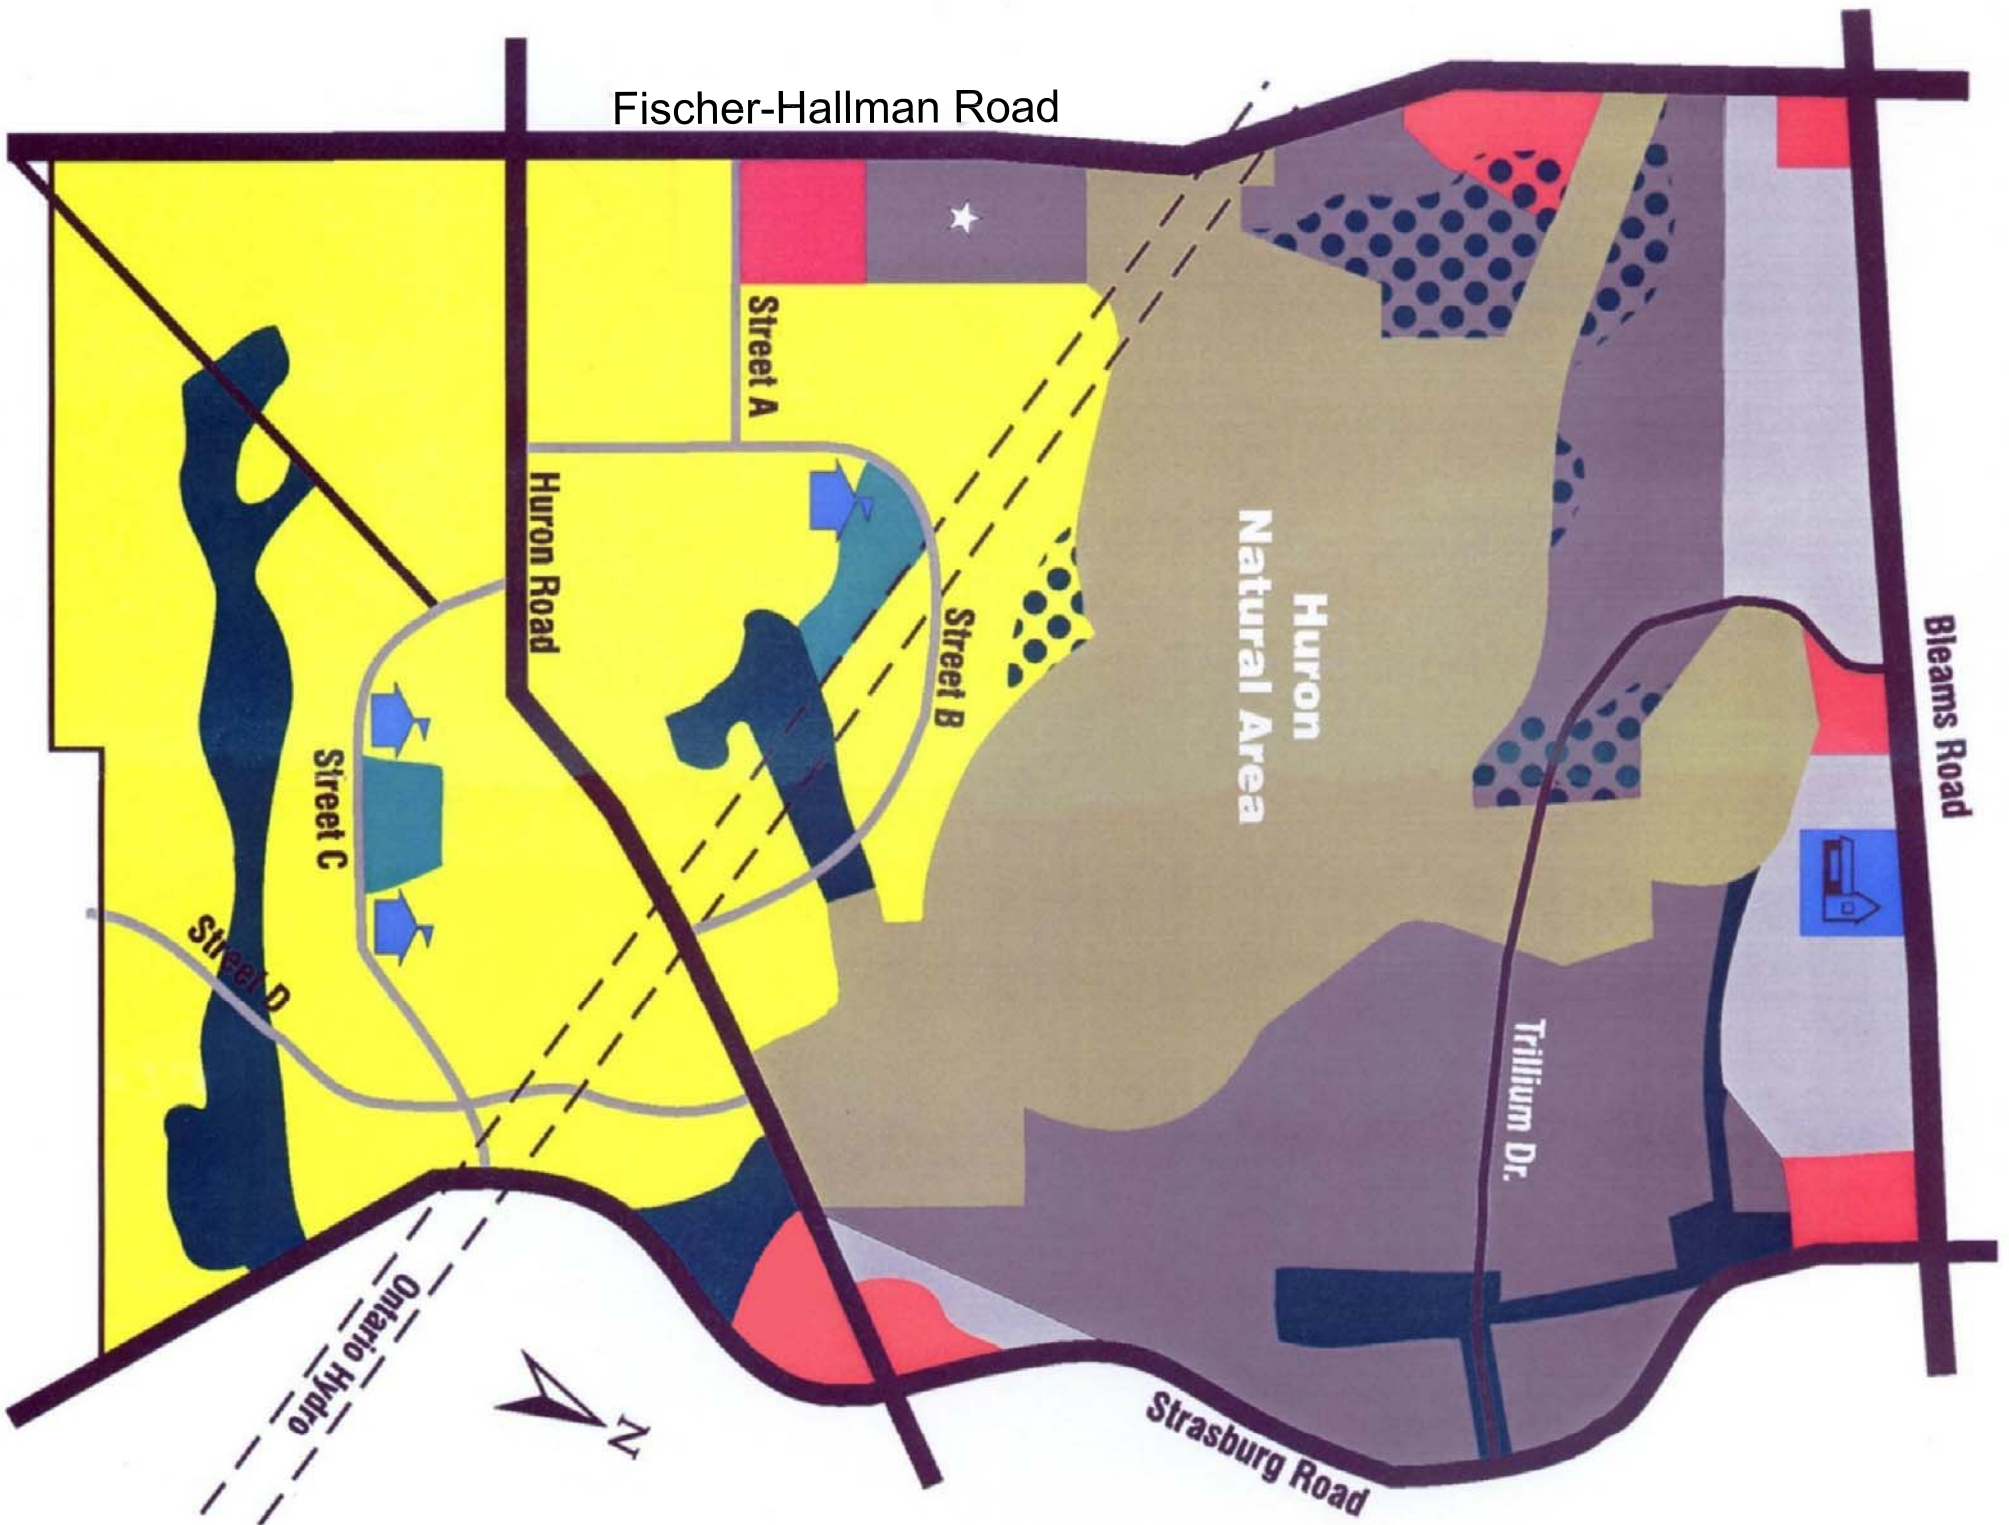 Fischer-Hallman Road
Street A
Huron Road
Street B
Huron
Natural Area
Bleams Road
Street C
Street D
Trillium Dr.
Ontario Hydro
N
Strasburg Road